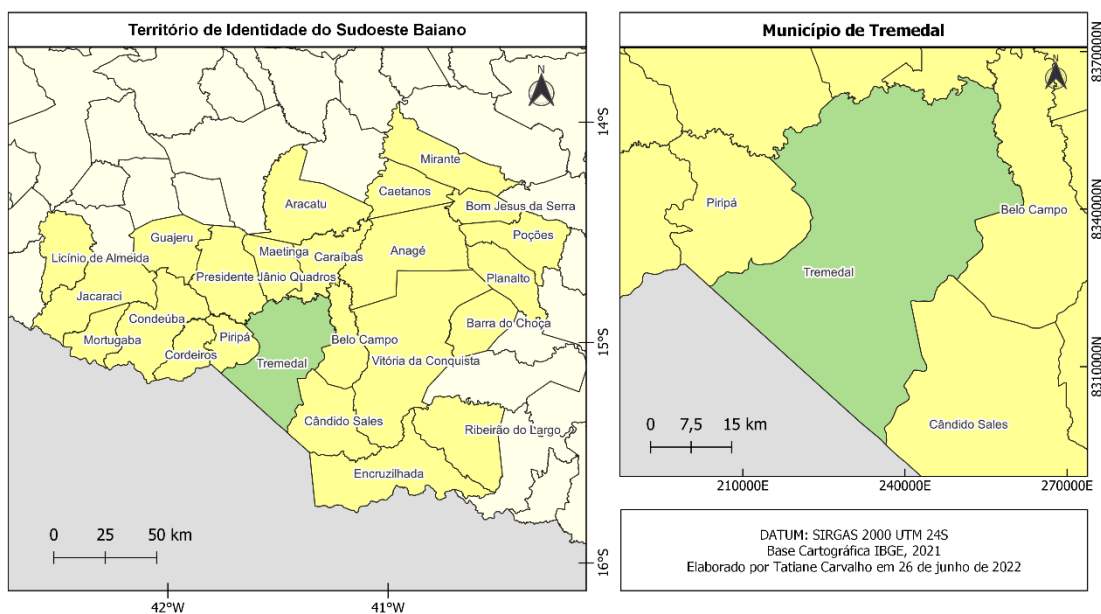 Território de Identidade do Sudoeste Baiano
N
Mirante
Caetanos
Aracatu
Bom Jesus da Serra
Guajeru
Poções
Maetinga
Caraíbas
Anagé
Licínio de Almeida
Presidente Jânio Quadros
Planalto
Jacaraci
Condeúba
Barra do Choça
Mortugaba
Piripá
Belo Campo
Cordeiros
Tremedal
Vitória da Conquista
Cândido Sales
Ribeirão do Largo
Encruzilhada
0 25 50 km
14°S
15°S
16°S
42°W 41°W
Município de Tremedal
N
Piripá
Belo Campo
Tremedal
Cândido Sales
0 7,5 15 km
8370000N
8340000N
8310000N
210000E 240000E 270000E
DATUM: SIRGAS 2000 UTM 24S
Base Cartográfica IBGE, 2021
Elaborado por Tatiane Carvalho em 26 de junho de 2022